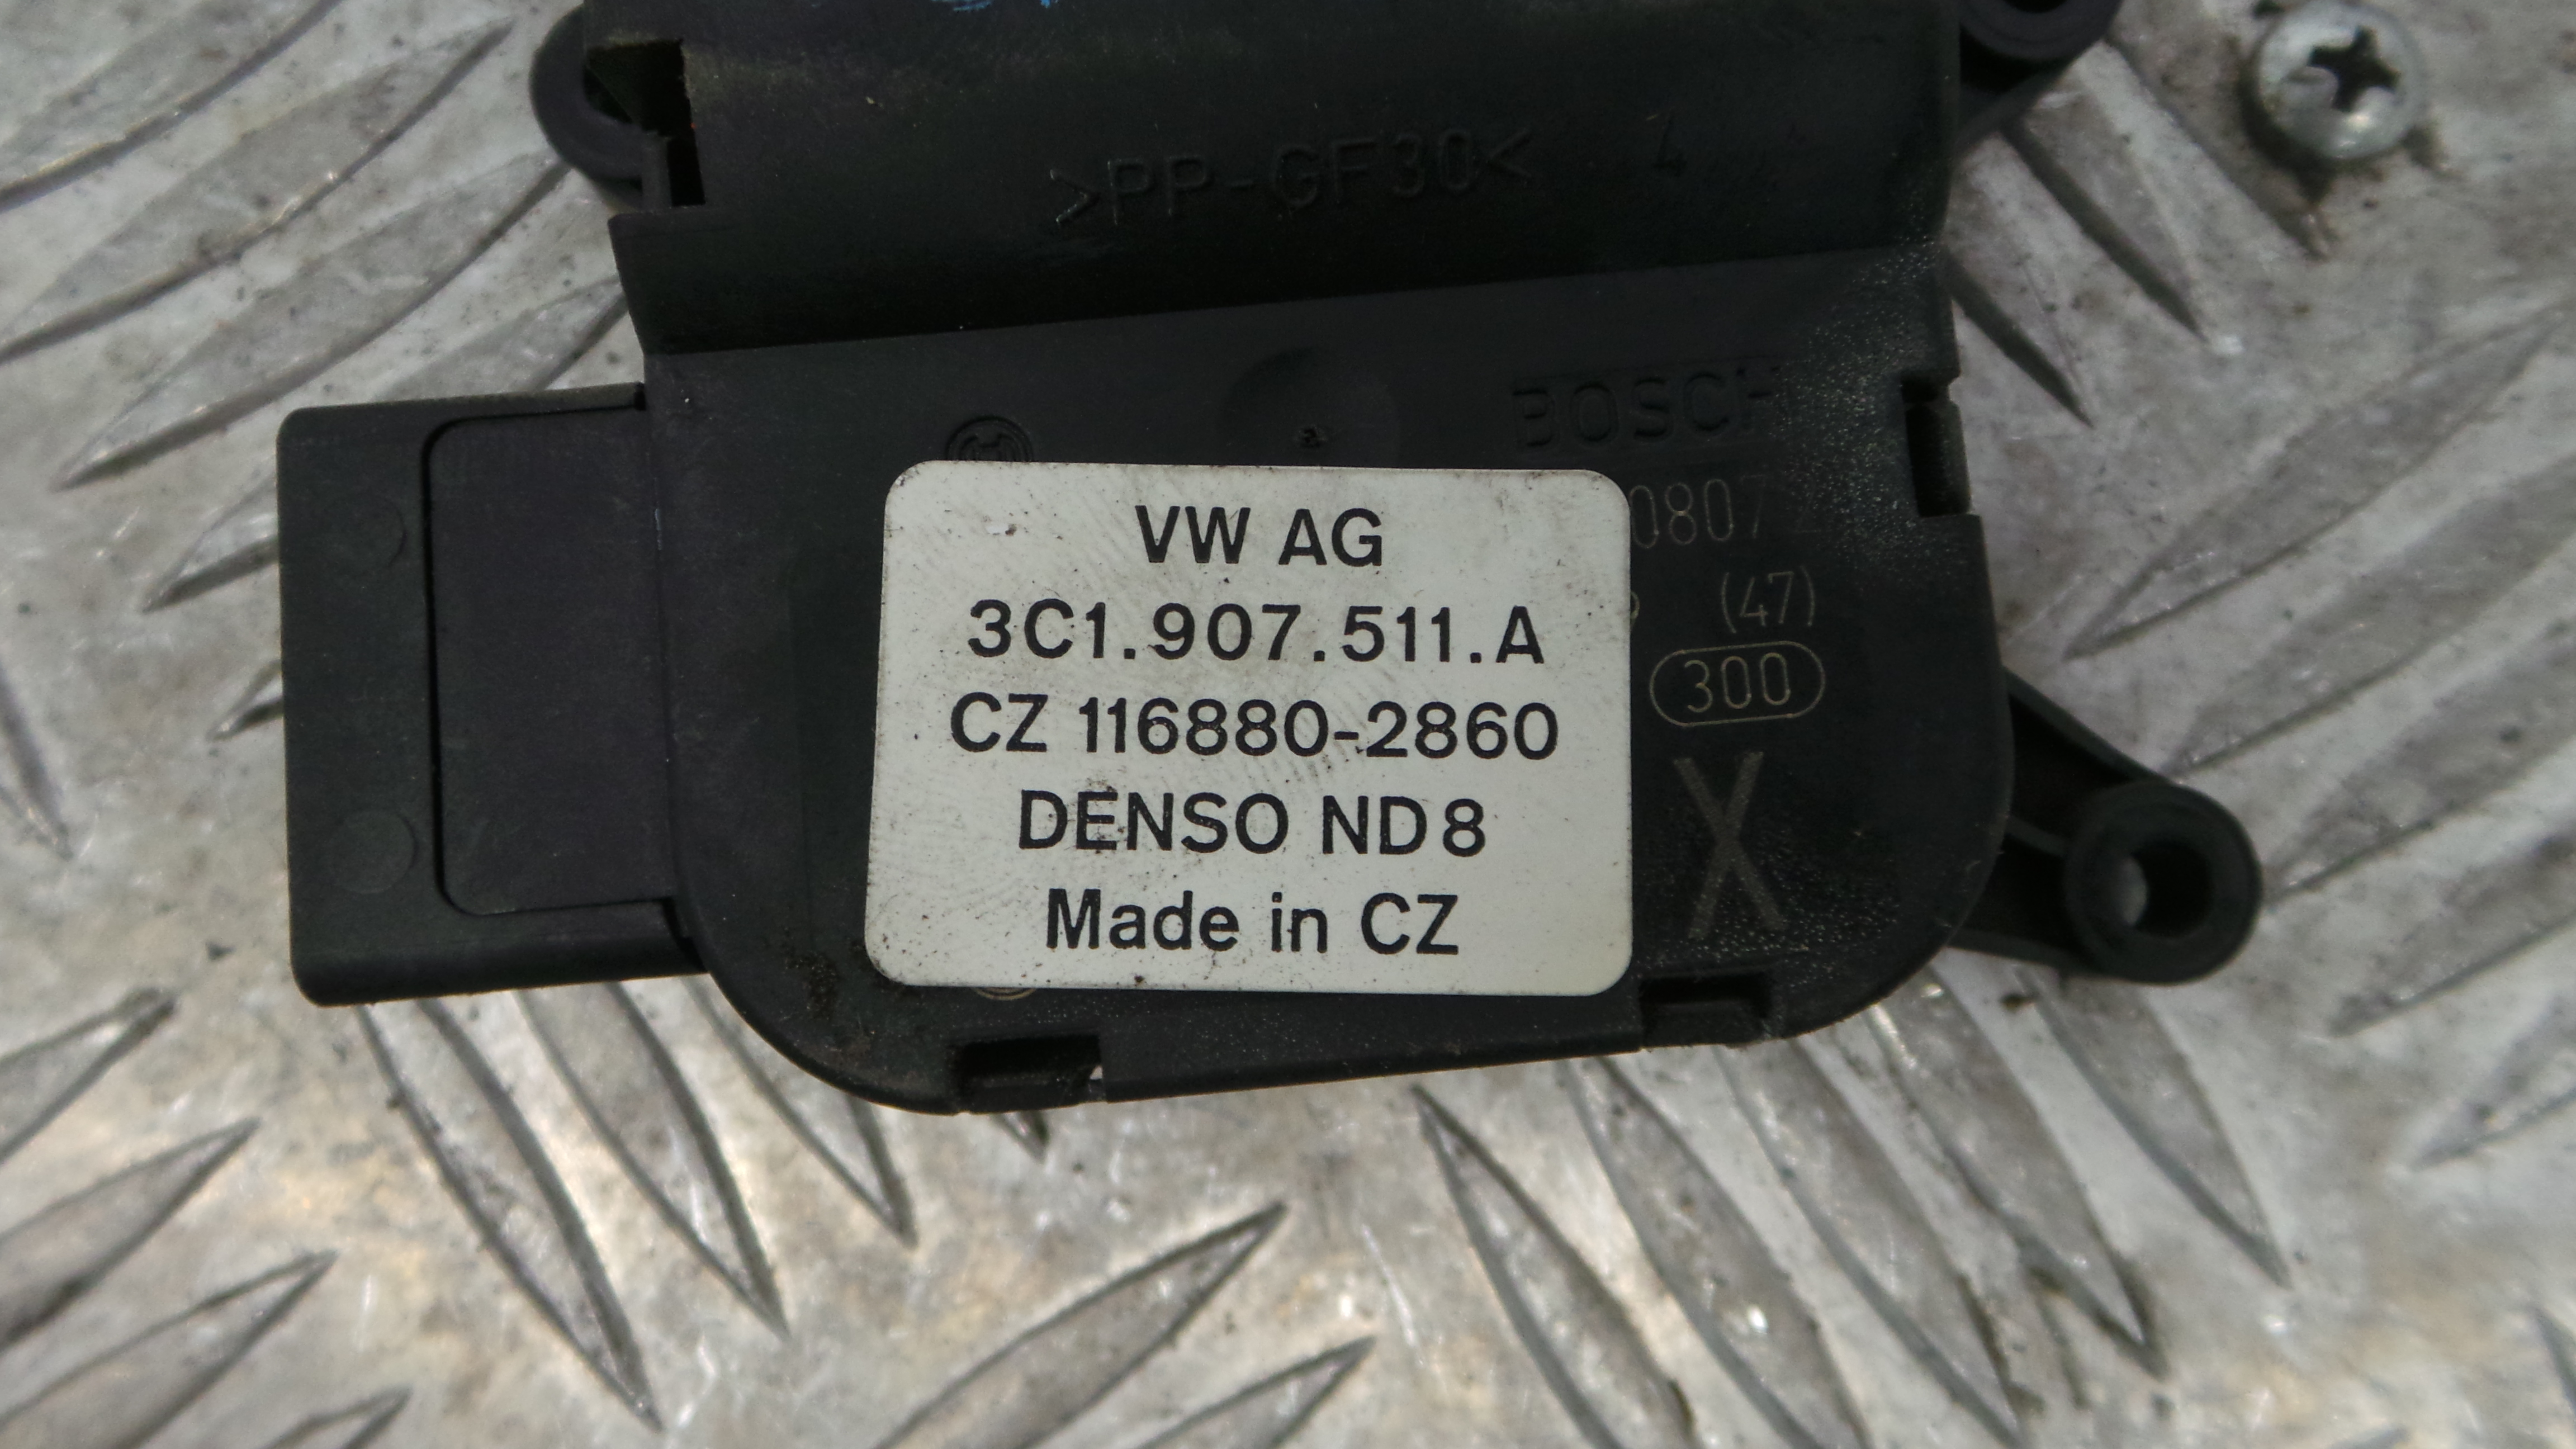 >PP-GF30<
BOSCH
0807
(47)
300
X
VW AG
3C1.907.511.A
CZ 116880-2860
DENSO ND8
Made in CZ